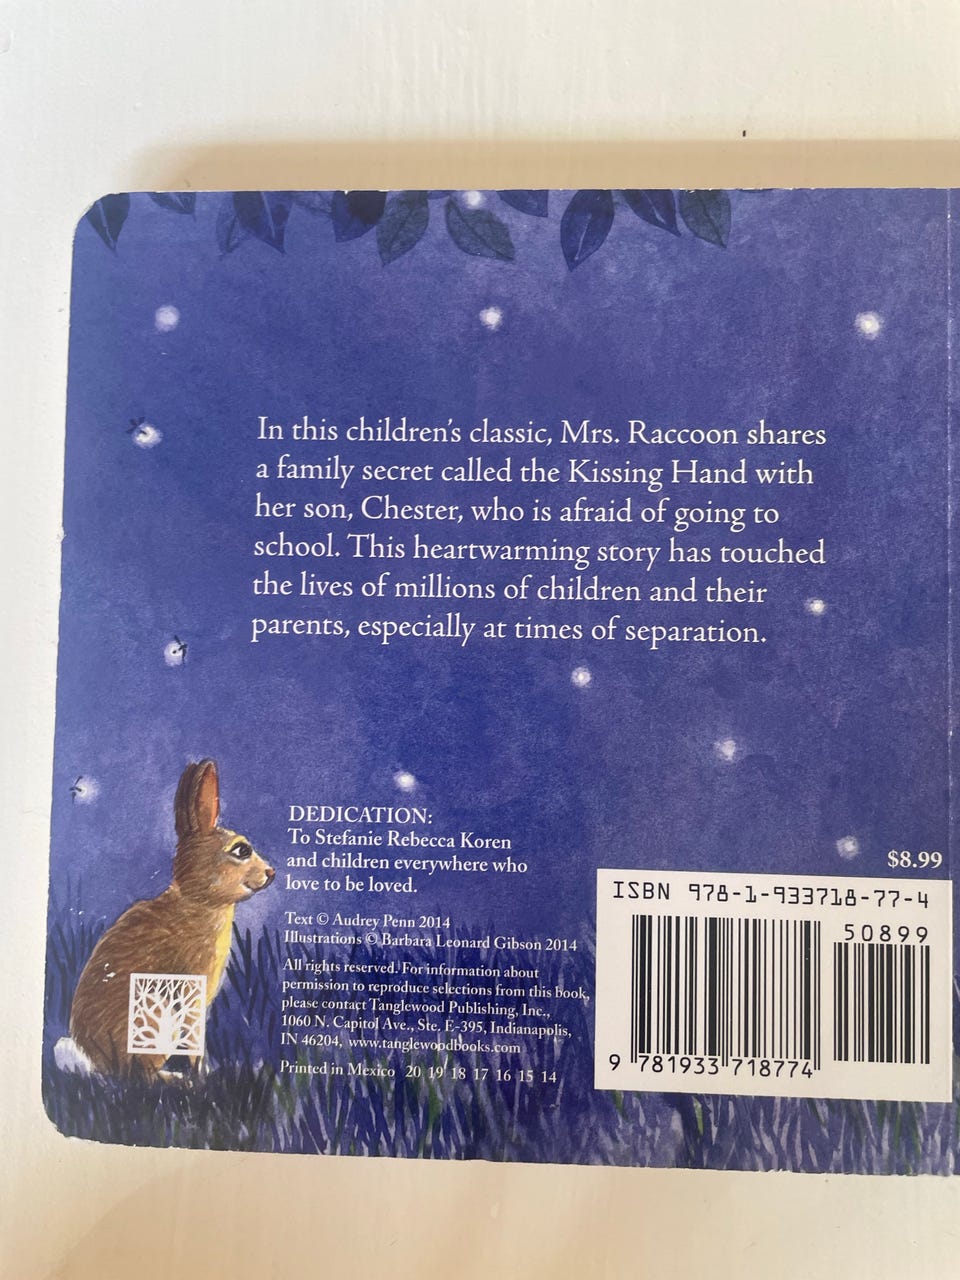 In this children's classic, Mrs. Raccoon shares
a family secret called the Kissing Hand with
her son, Chester, who is afraid of going to
school. This heartwarming story has touched
the lives of millions of children and their
parents, especially at times of separation.
DEDICATION:
To Stefanie Rebecca Koren
and children everywhere who
love to be loved.
Text © Audrey Penn 2014
Illustrations © Barbara Leonard Gibson 2014
All rights reserved. For information about
permission to reproduce selections from this book,
please contact Tanglewood Publishing, Inc.,
1060 N. Capitol Ave., Ste. E-395, Indianapolis,
IN 46204, www.tanglewoodbooks.com
Printed in Mexico 20 19 18 17 16 15 14
$8.99
ISBN 978-1-933718-77-4
50899
9 781933 718774